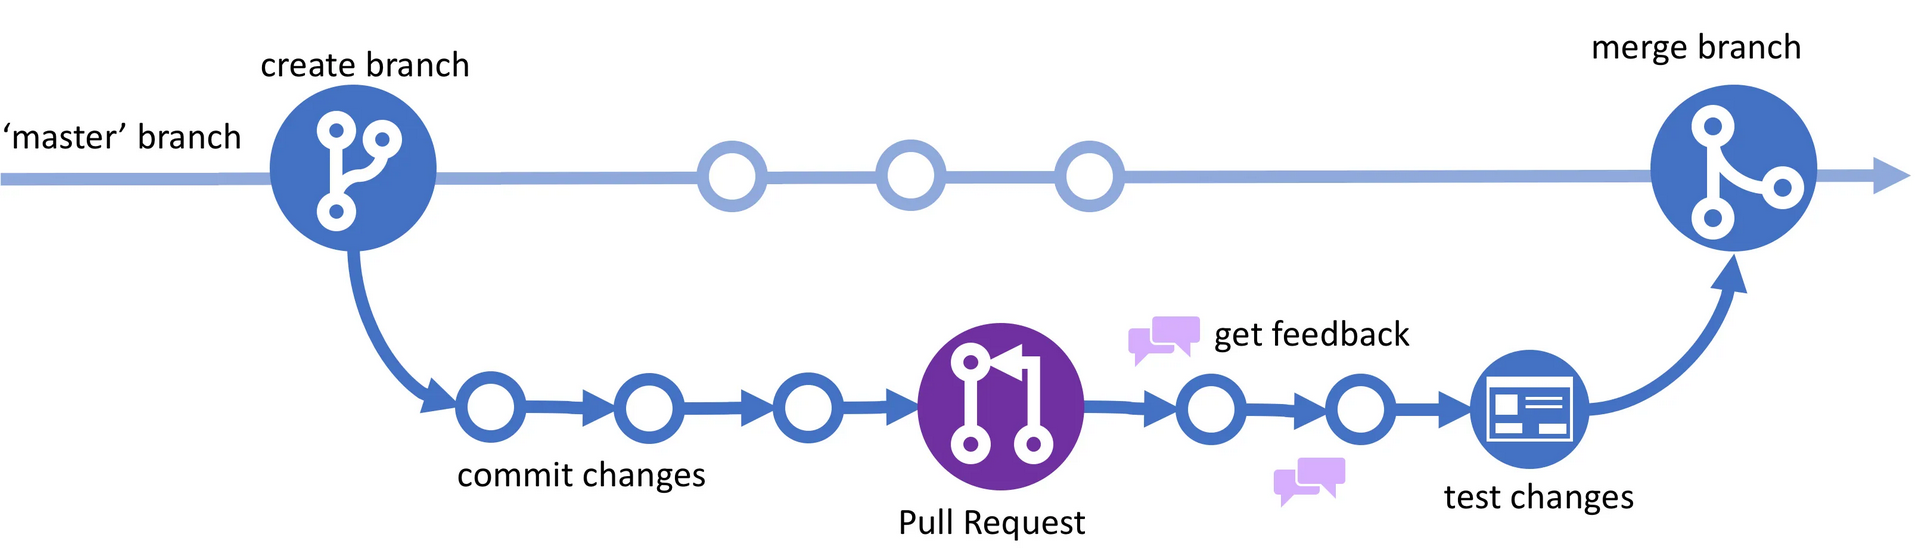 create branch
merge branch
‘master’ branch
get feedback
commit changes
test changes
Pull Request